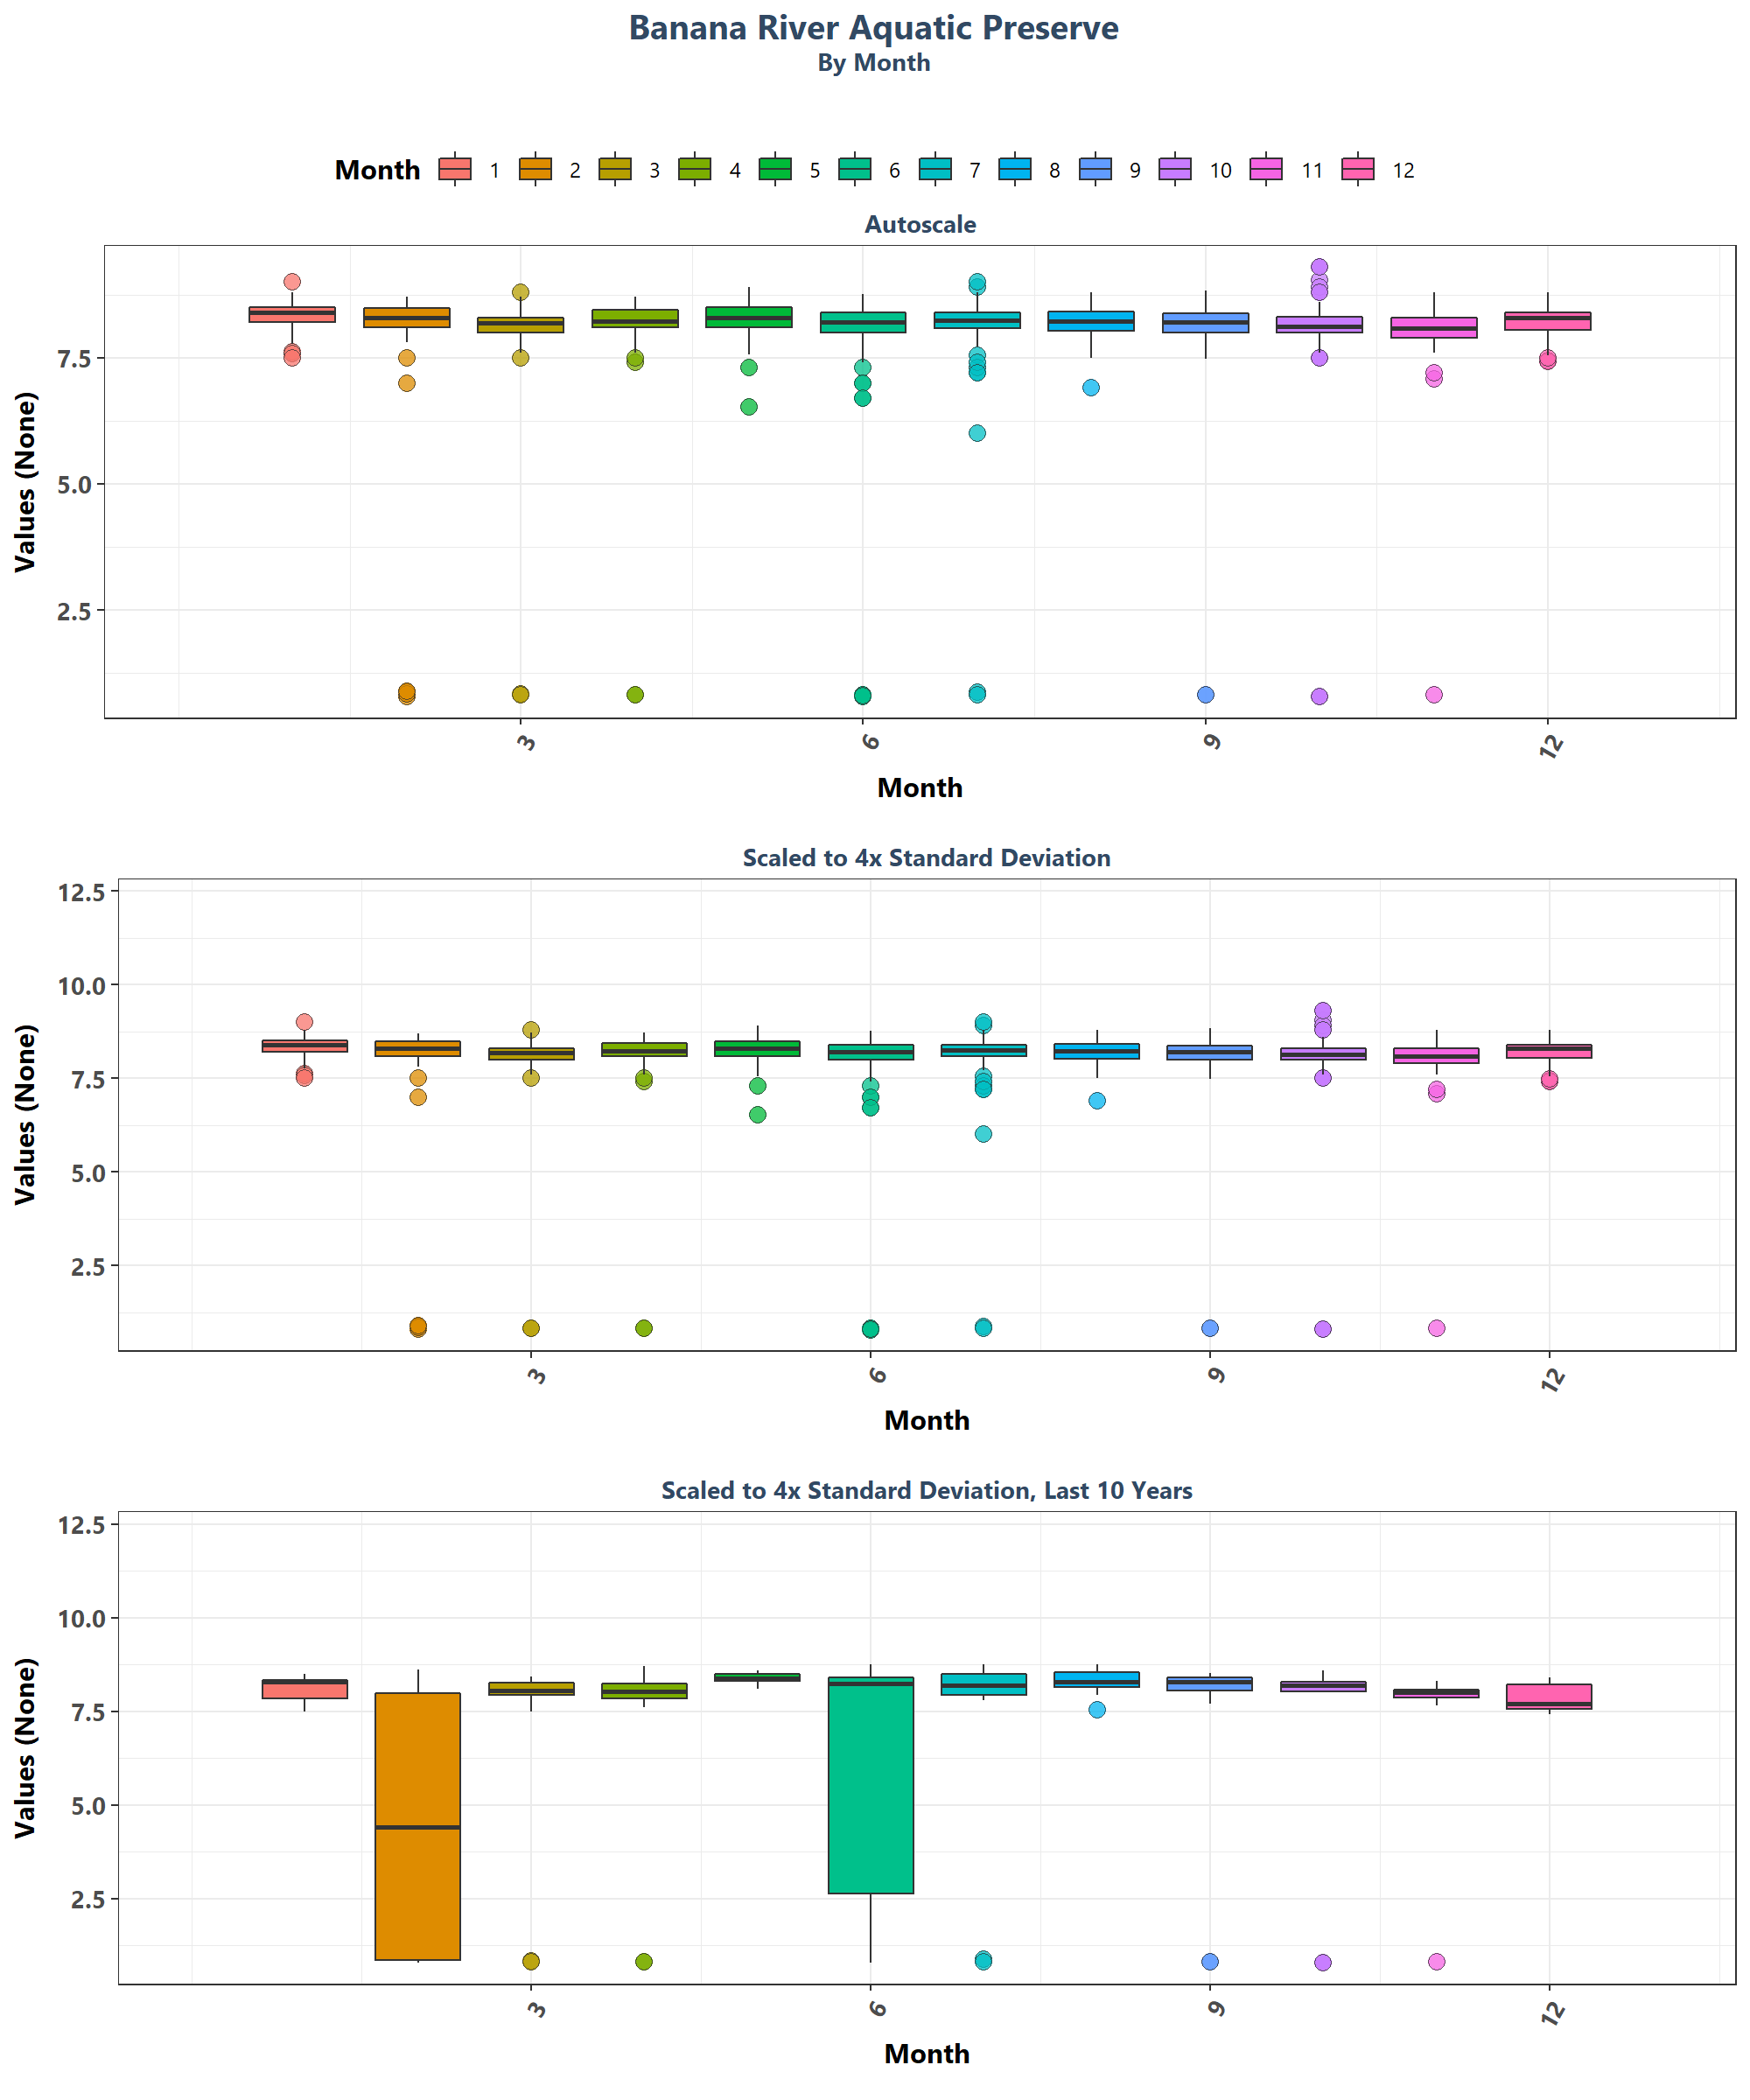 Banana River Aquatic Preserve
By Month
Month 1 2 3 4 5 6 7 8 9 10 11 12
Autoscale
Values (None)
7.5
5.0
2.5
3 6 9 12
Month
Scaled to 4x Standard Deviation
Values (None)
12.5
10.0
7.5
5.0
2.5
3 6 9 12
Month
Scaled to 4x Standard Deviation, Last 10 Years
Values (None)
12.5
10.0
7.5
5.0
2.5
3 6 9 12
Month